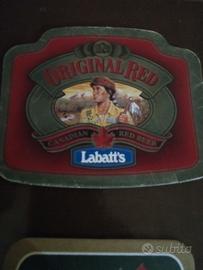 ORIGINAL RED
CANADIAN RED BEER
Labatt's
subito